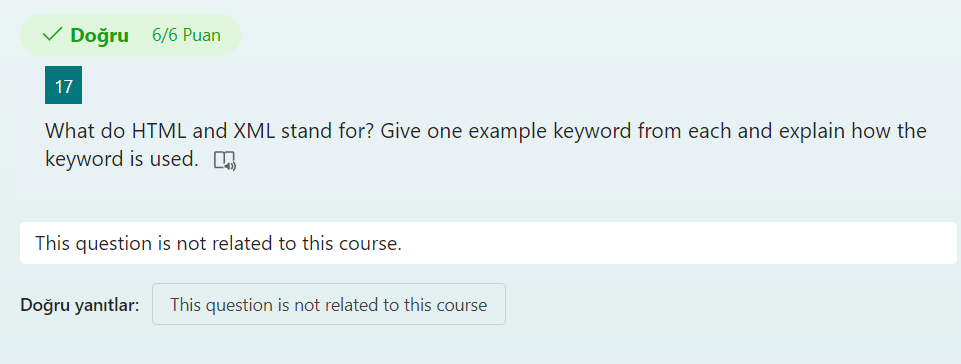 Doğru 6/6 Puan
17
What do HTML and XML stand for? Give one example keyword from each and explain how the
keyword is used.
This question is not related to this course.
Doğru yanıtlar: This question is not related to this course